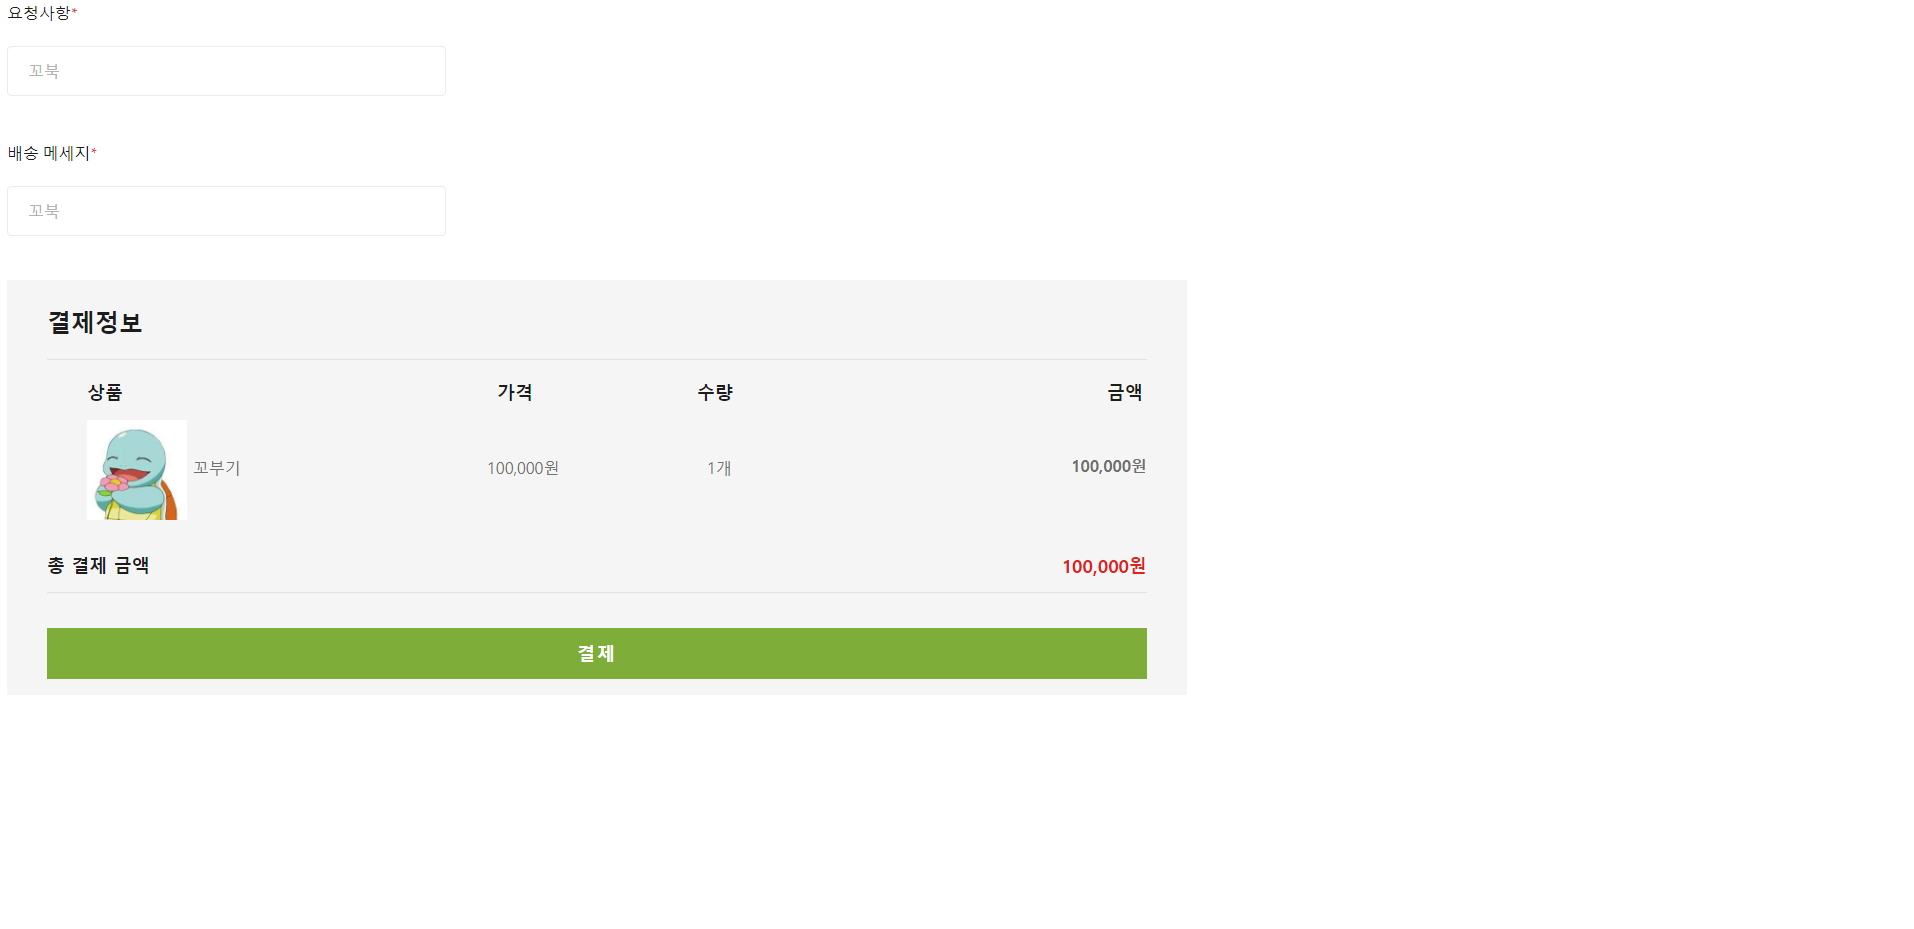 요청사항*
꼬북
배송 메세지*
꼬북
결제정보
상품 가격 수량 금액
꼬부기 100,000원 1개 100,000원
총 결제 금액 100,000원
결제